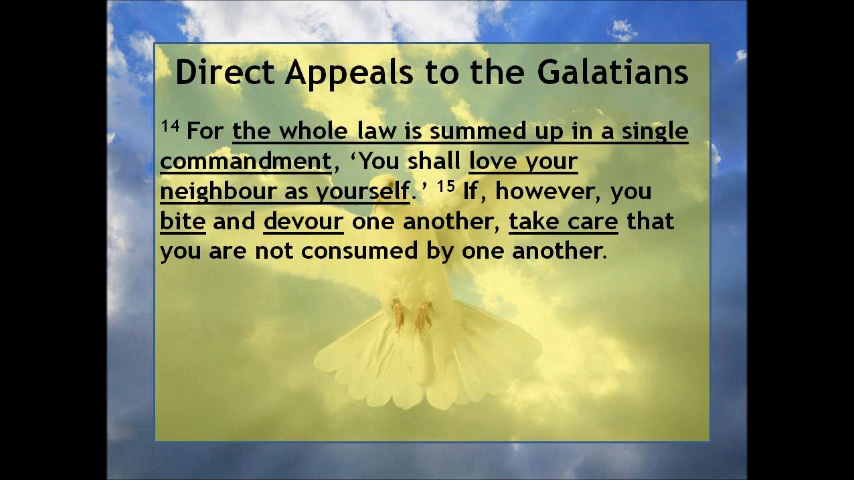 Direct Appeals to the Galatians
¹⁴ For the whole law is summed up in a single
commandment, ‘You shall love your
neighbour as yourself.’ ¹⁵ If, however, you
bite and devour one another, take care that
you are not consumed by one another.